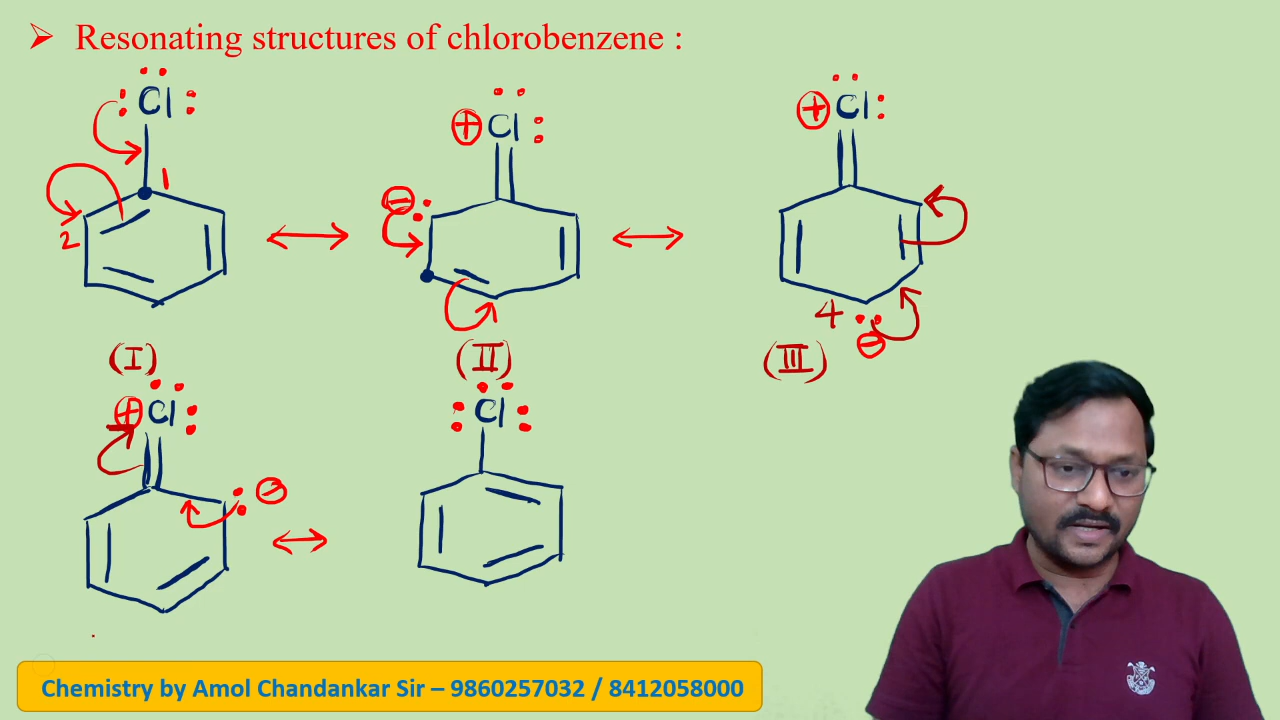 ➤ Resonating structures of chlorobenzene :
Cl
1
2
⊕ Cl
⊖
⊕ Cl
4
⊖
(I)
(II)
(III)
⊕ Cl
⊖
Cl
Chemistry by Amol Chandankar Sir – 9860257032 / 8412058000